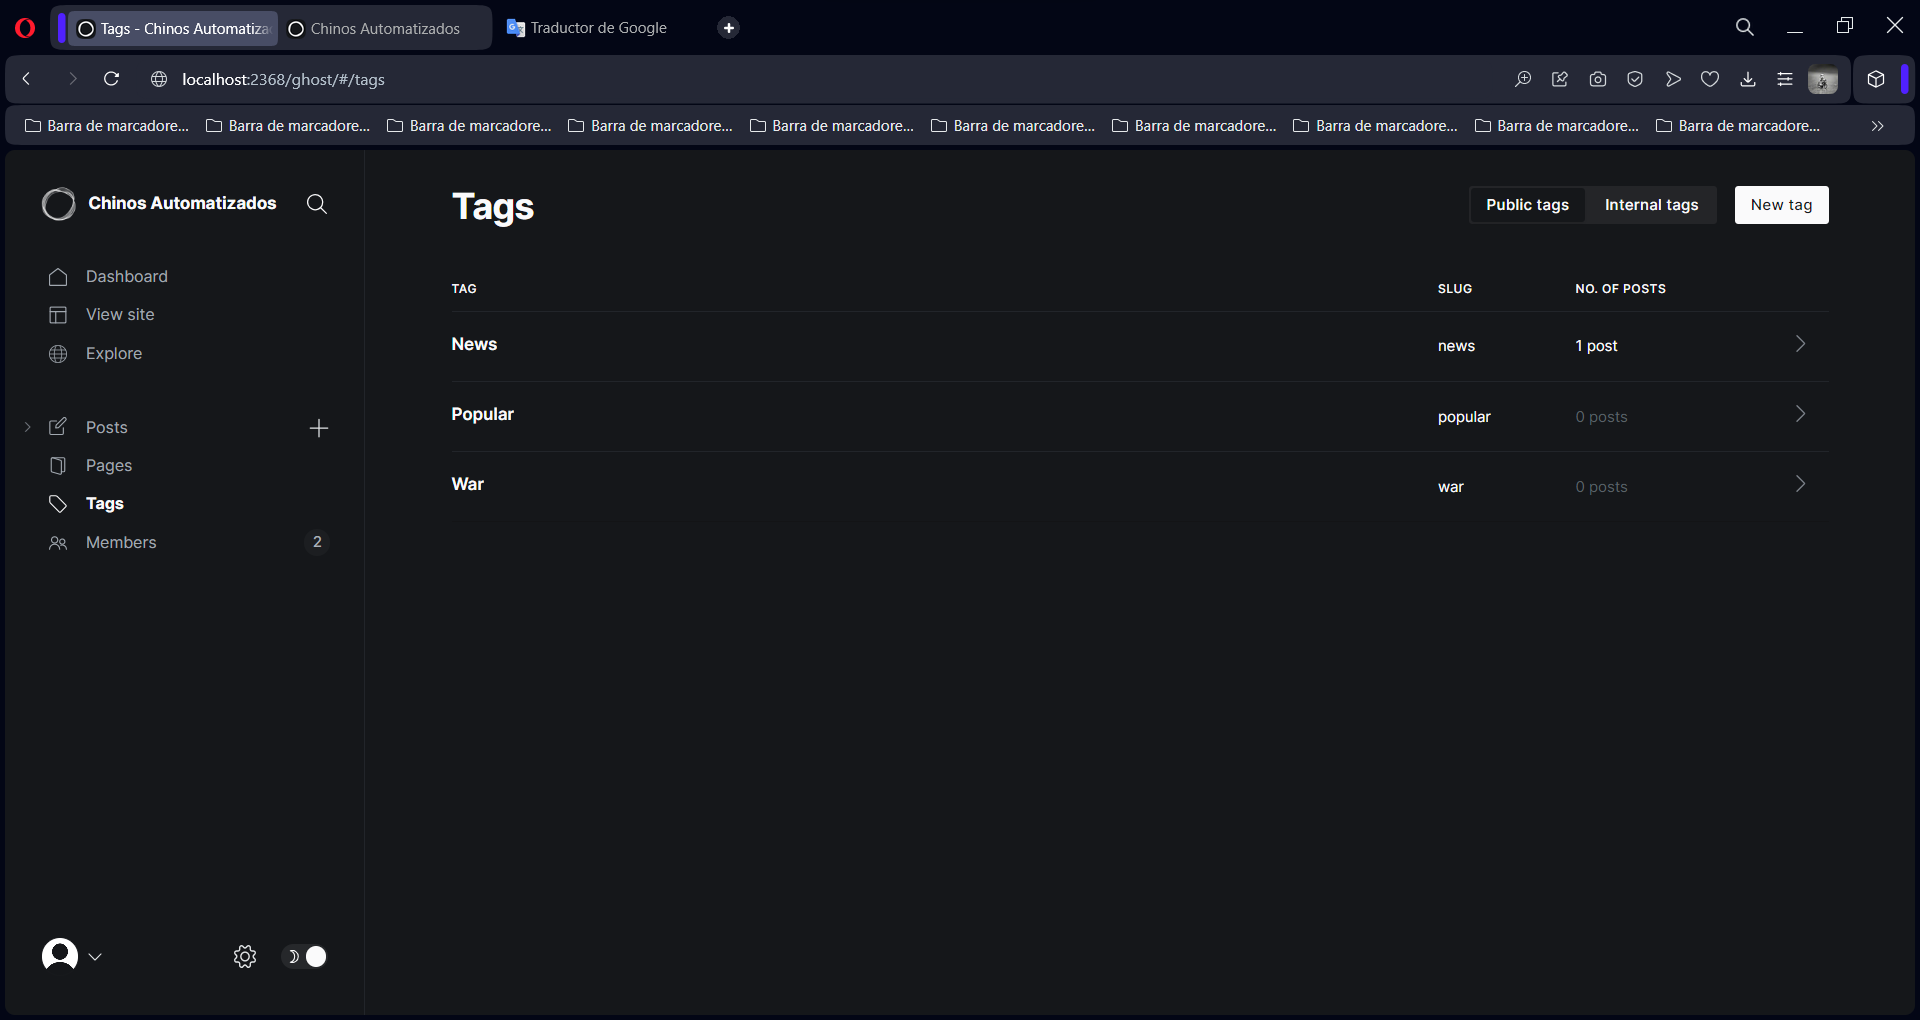 Tags - Chinos Automatiza
Chinos Automatizados
Traductor de Google
localhost:2368/ghost/#/tags
Barra de marcadore...
Barra de marcadore...
Barra de marcadore...
Barra de marcadore...
Barra de marcadore...
Barra de marcadore...
Barra de marcadore...
Barra de marcadore...
Barra de marcadore...
Barra de marcadore...
Chinos Automatizados
Dashboard
View site
Explore
Posts
Pages
Tags
Members 2
Tags
Public tags
Internal tags
New tag
TAG SLUG NO. OF POSTS
News news 1 post
Popular popular 0 posts
War war 0 posts